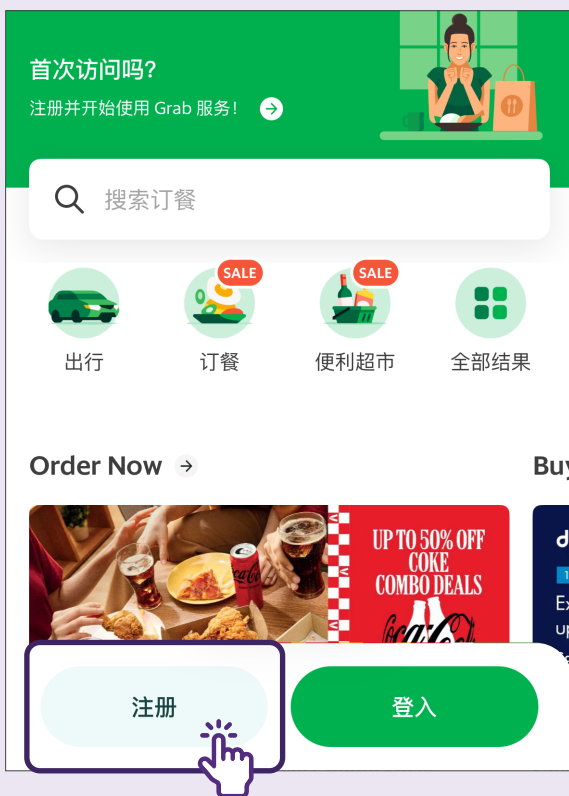 首次访问吗?
注册并开始使用 Grab 服务!
搜索订餐
SALE
SALE
出行
订餐
便利超市
全部结果
Order Now
UP TO 50% OFF
COKE
COMBO DEALS
Coca-Cola
注册
登入